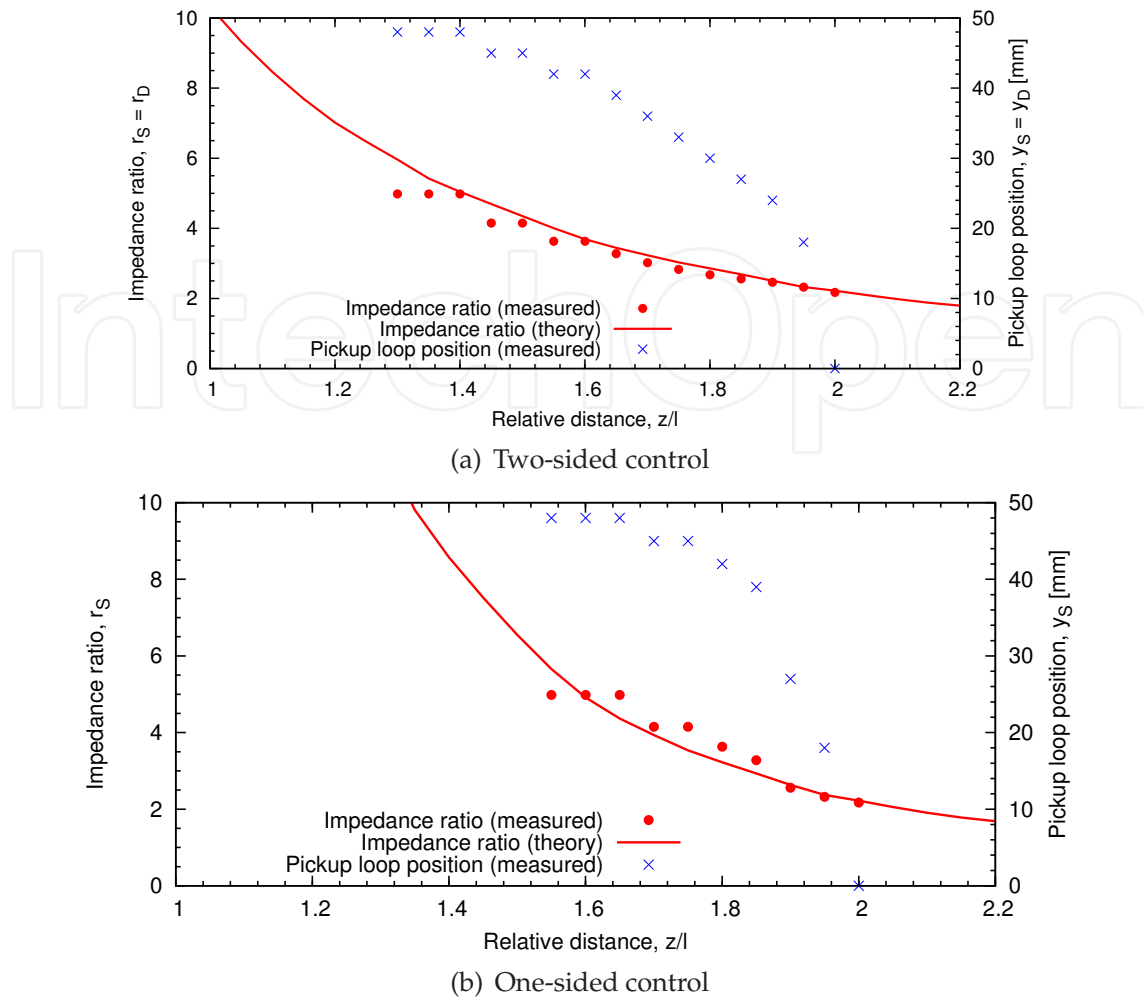 10
8
6
4
2
0
Impedance ratio, r_S = r_D
50
40
30
20
10
0
Pickup loop position, y_S = y_D [mm]
Impedance ratio (measured)
Impedance ratio (theory)
Pickup loop position (measured)
1 1.2 1.4 1.6 1.8 2 2.2
Relative distance, z/l
(a) Two-sided control
InTechOpen
10
8
6
4
2
0
Impedance ratio, r_S
50
40
30
20
10
0
Pickup loop position, y_S [mm]
Impedance ratio (measured)
Impedance ratio (theory)
Pickup loop position (measured)
1 1.2 1.4 1.6 1.8 2 2.2
Relative distance, z/l
(b) One-sided control